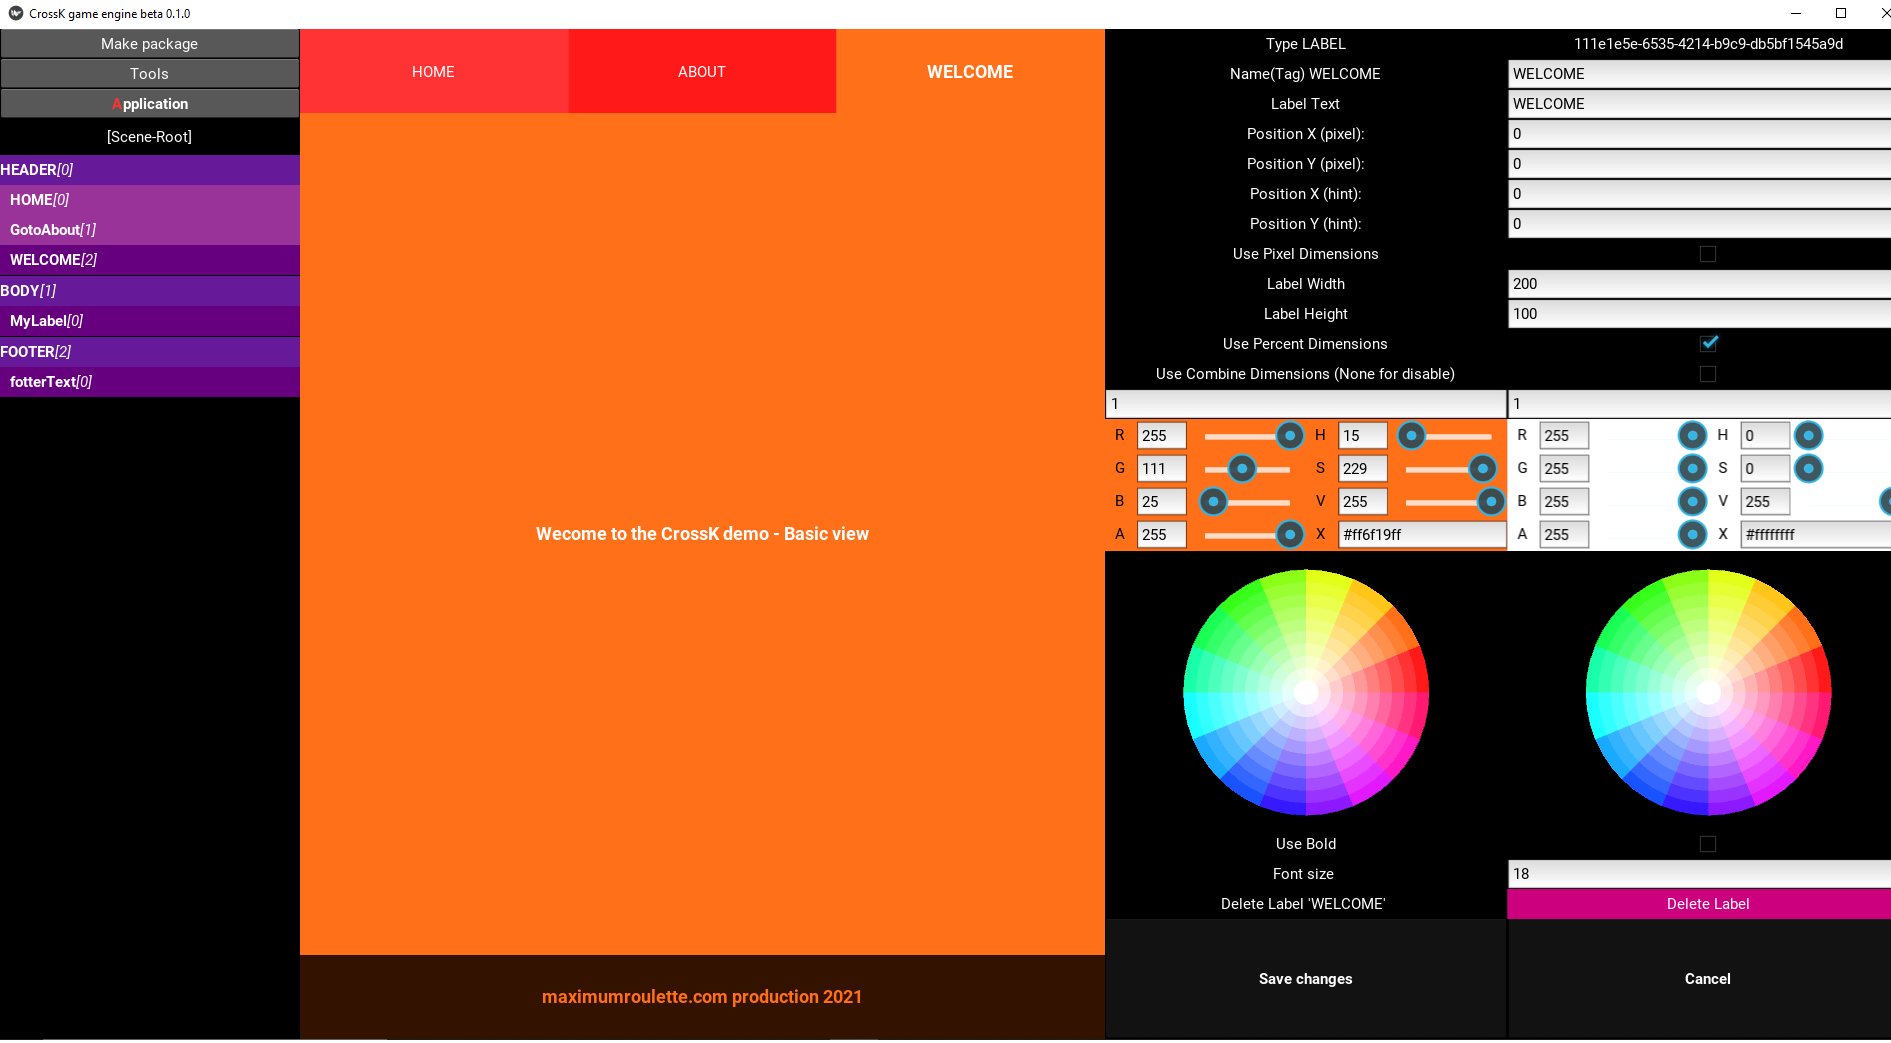 CrossK game engine beta 0.1.0
Make package
Tools
Application
[Scene-Root]
HEADER[0]
HOME[0]
GotoAbout[1]
WELCOME[2]
BODY[1]
MyLabel[0]
FOOTER[2]
fotterText[0]
HOME ABOUT WELCOME
Wecome to the CrossK demo - Basic view
maximumroulette.com production 2021
Type LABEL 111e1e5e-6535-4214-b9c9-db5bf1545a9d
Name(Tag) WELCOME WELCOME
Label Text WELCOME
Position X (pixel): 0
Position Y (pixel): 0
Position X (hint): 0
Position Y (hint): 0
Use Pixel Dimensions
Label Width 200
Label Height 100
Use Percent Dimensions
Use Combine Dimensions (None for disable)
1 1
R 255 H 15 R 255 H 0
G 111 S 229 G 255 S 0
B 25 V 255 B 255 V 255
A 255 X #ff6f19ff A 255 X #ffffffff
Use Bold
Font size 18
Delete Label 'WELCOME' Delete Label
Save changes Cancel